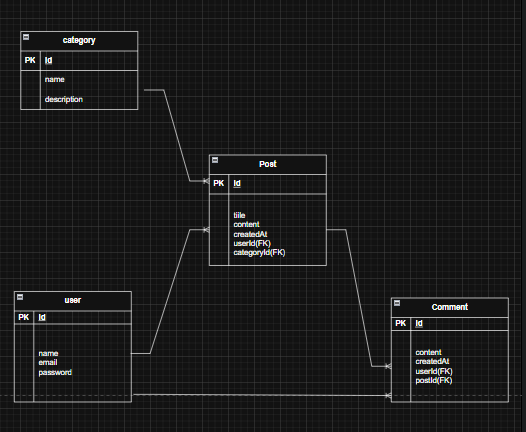 category
PK Id
name
description
Post
PK Id
tiile
content
createdAt
userId(FK)
categoryId(FK)
user
PK Id
name
email
password
Comment
PK Id
content
createdAt
userId(FK)
postId(FK)